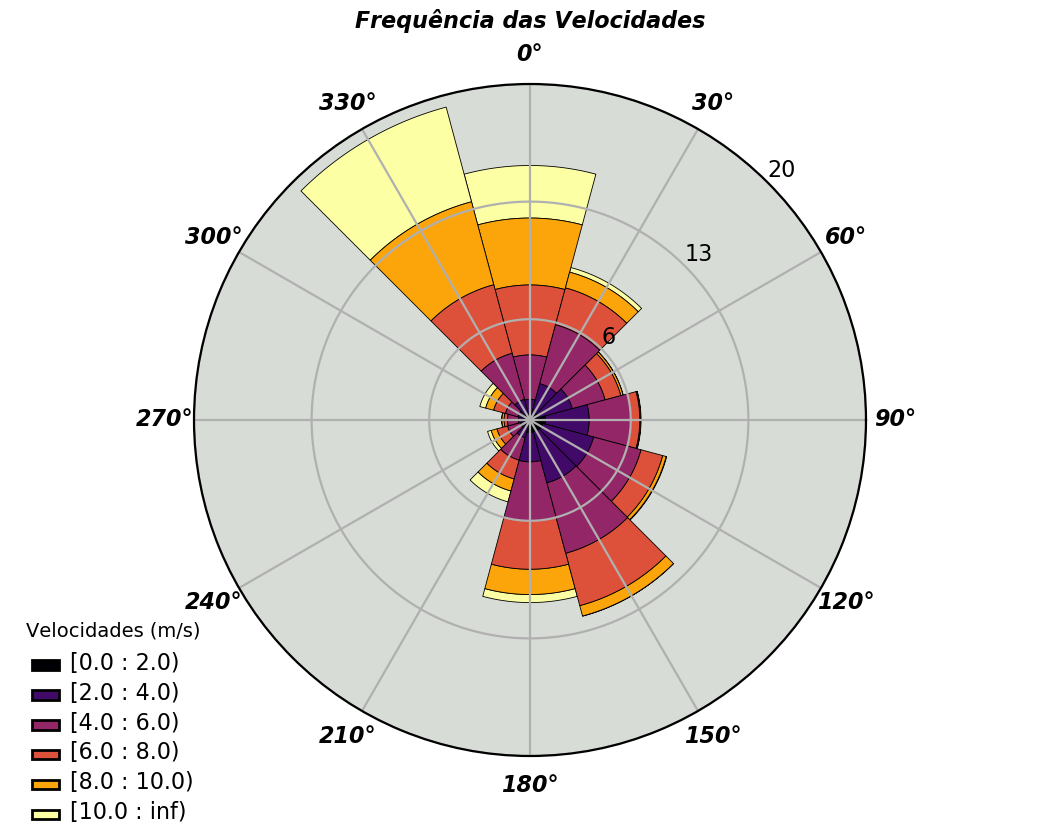 Frequência das Velocidades
0°
330°
30°
20
300°
60°
13
6
270°
90°
240°
120°
210°
150°
180°
Velocidades (m/s)
[0.0 : 2.0)
[2.0 : 4.0)
[4.0 : 6.0)
[6.0 : 8.0)
[8.0 : 10.0)
[10.0 : inf)